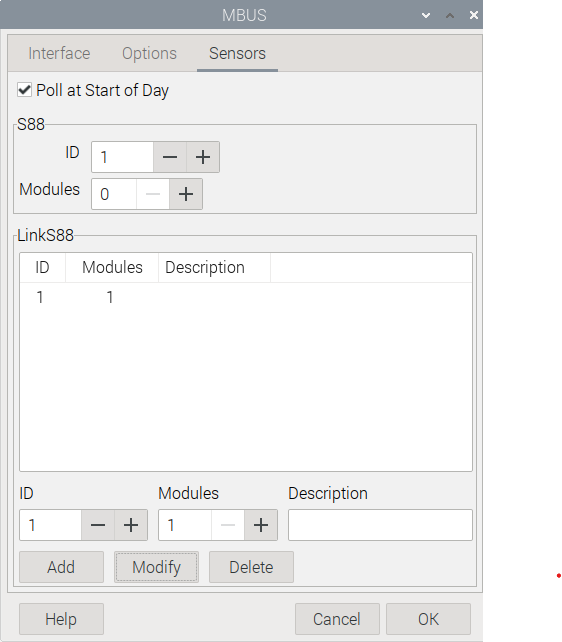 MBUS
Interface Options Sensors
Poll at Start of Day
S88
ID 1
Modules 0
LinkS88
ID Modules Description
1 1
ID Modules Description
1 1
Add Modify Delete
Help Cancel OK